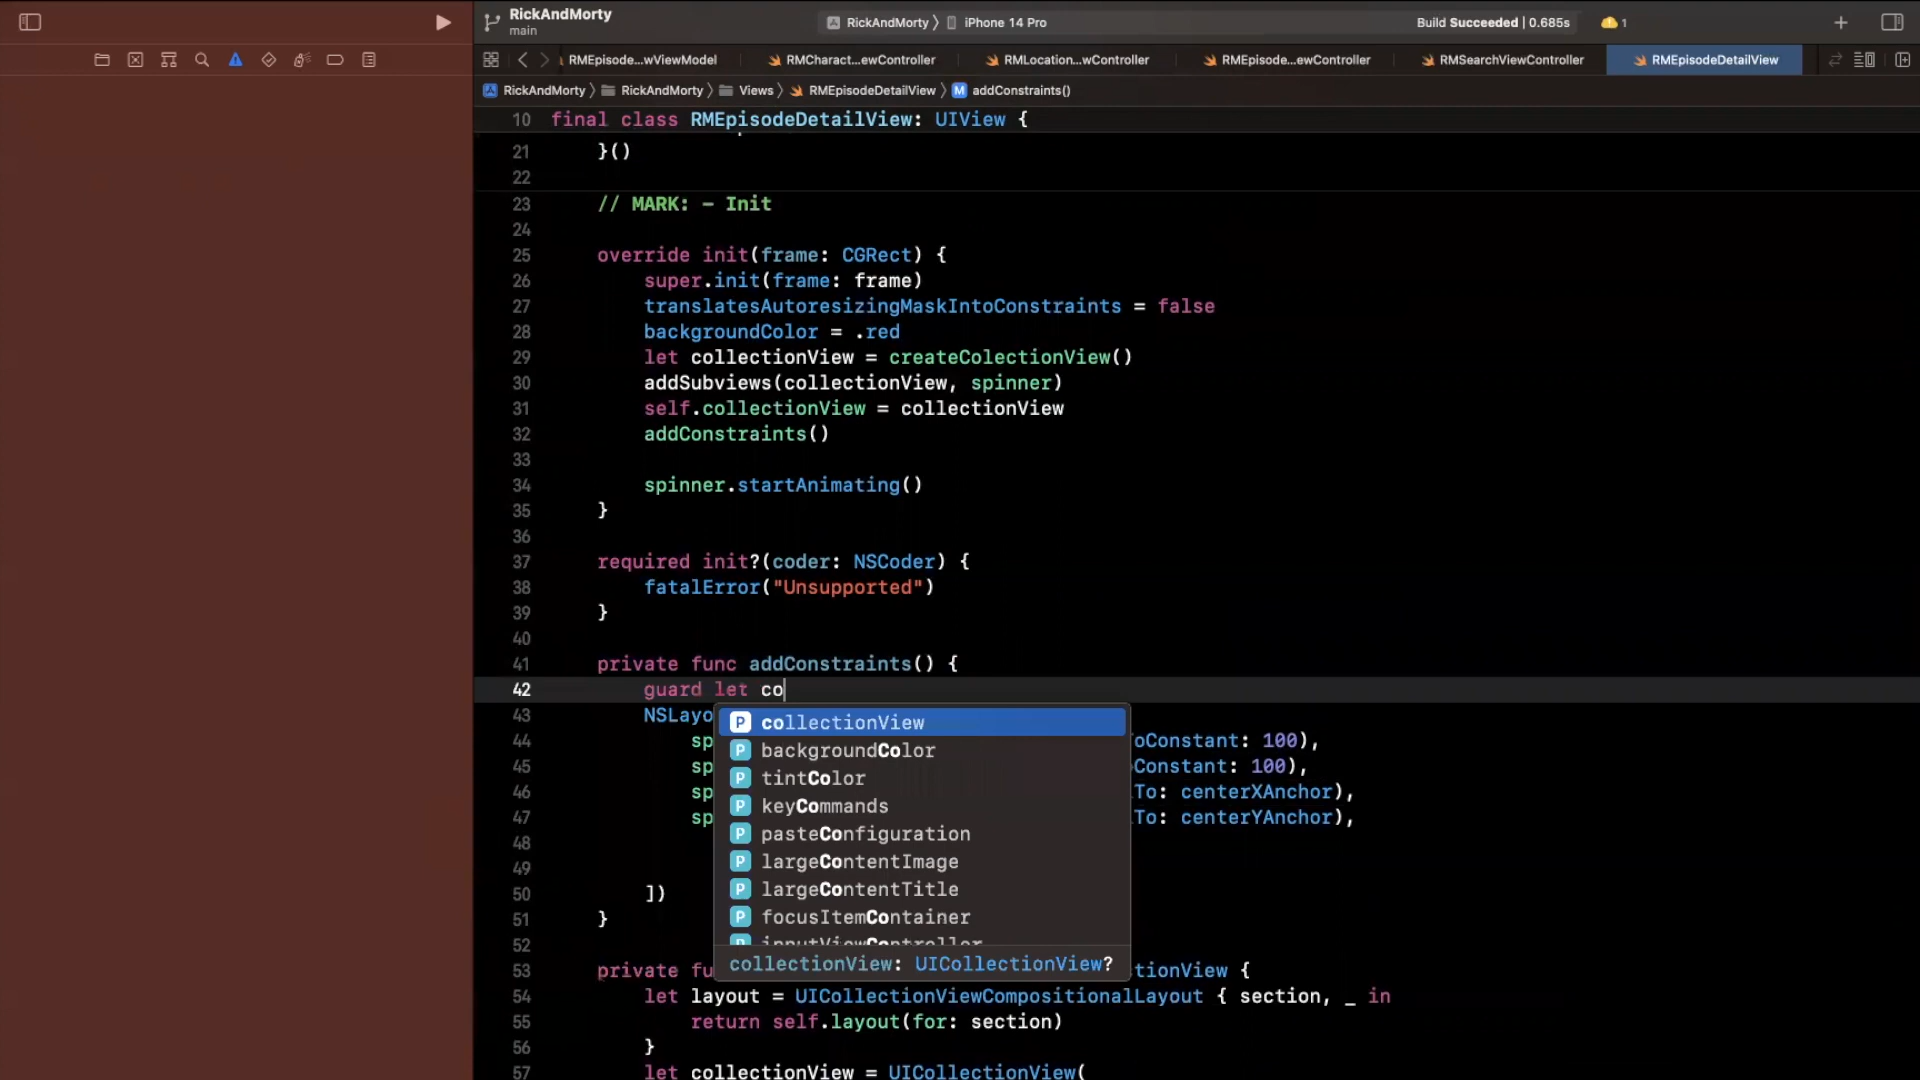 RickAndMorty
main
RickAndMorty 〉 iPhone 14 Pro
Build Succeeded | 0.685s
1
RMEpisode...wViewModel
RMCharact...ewController
RMLocation...wController
RMEpisode...ewController
RMSearchViewController
RMEpisodeDetailView
RickAndMorty 〉 RickAndMorty 〉 Views 〉 RMEpisodeDetailView 〉 M addConstraints()
10 final class RMEpisodeDetailView: UIView {
21 }()
22
23 // MARK: - Init
24
25 override init(frame: CGRect) {
26 super.init(frame: frame)
27 translatesAutoresizingMaskIntoConstraints = false
28 backgroundColor = .red
29 let collectionView = createColectionView()
30 addSubviews(collectionView, spinner)
31 self.collectionView = collectionView
32 addConstraints()
33
34 spinner.startAnimating()
35 }
36
37 required init?(coder: NSCoder) {
38 fatalError("Unsupported")
39 }
40
41 private func addConstraints() {
42 guard let co
43 NSLayo
P collectionView
44 sp oConstant: 100),
P backgroundColor
45 sp Constant: 100),
P tintColor
46 sp To: centerXAnchor),
P keyCommands
47 sp To: centerYAnchor),
P pasteConfiguration
48
P largeContentImage
49
P largeContentTitle
50 ])
P focusItemContainer
51 }
P inputViewController
52
collectionView: UICollectionView?
53 private fu ctionView {
54 let layout = UICollectionViewCompositionalLayout { section, _ in
55 return self.layout(for: section)
56 }
57 let collectionView = UICollectionView(